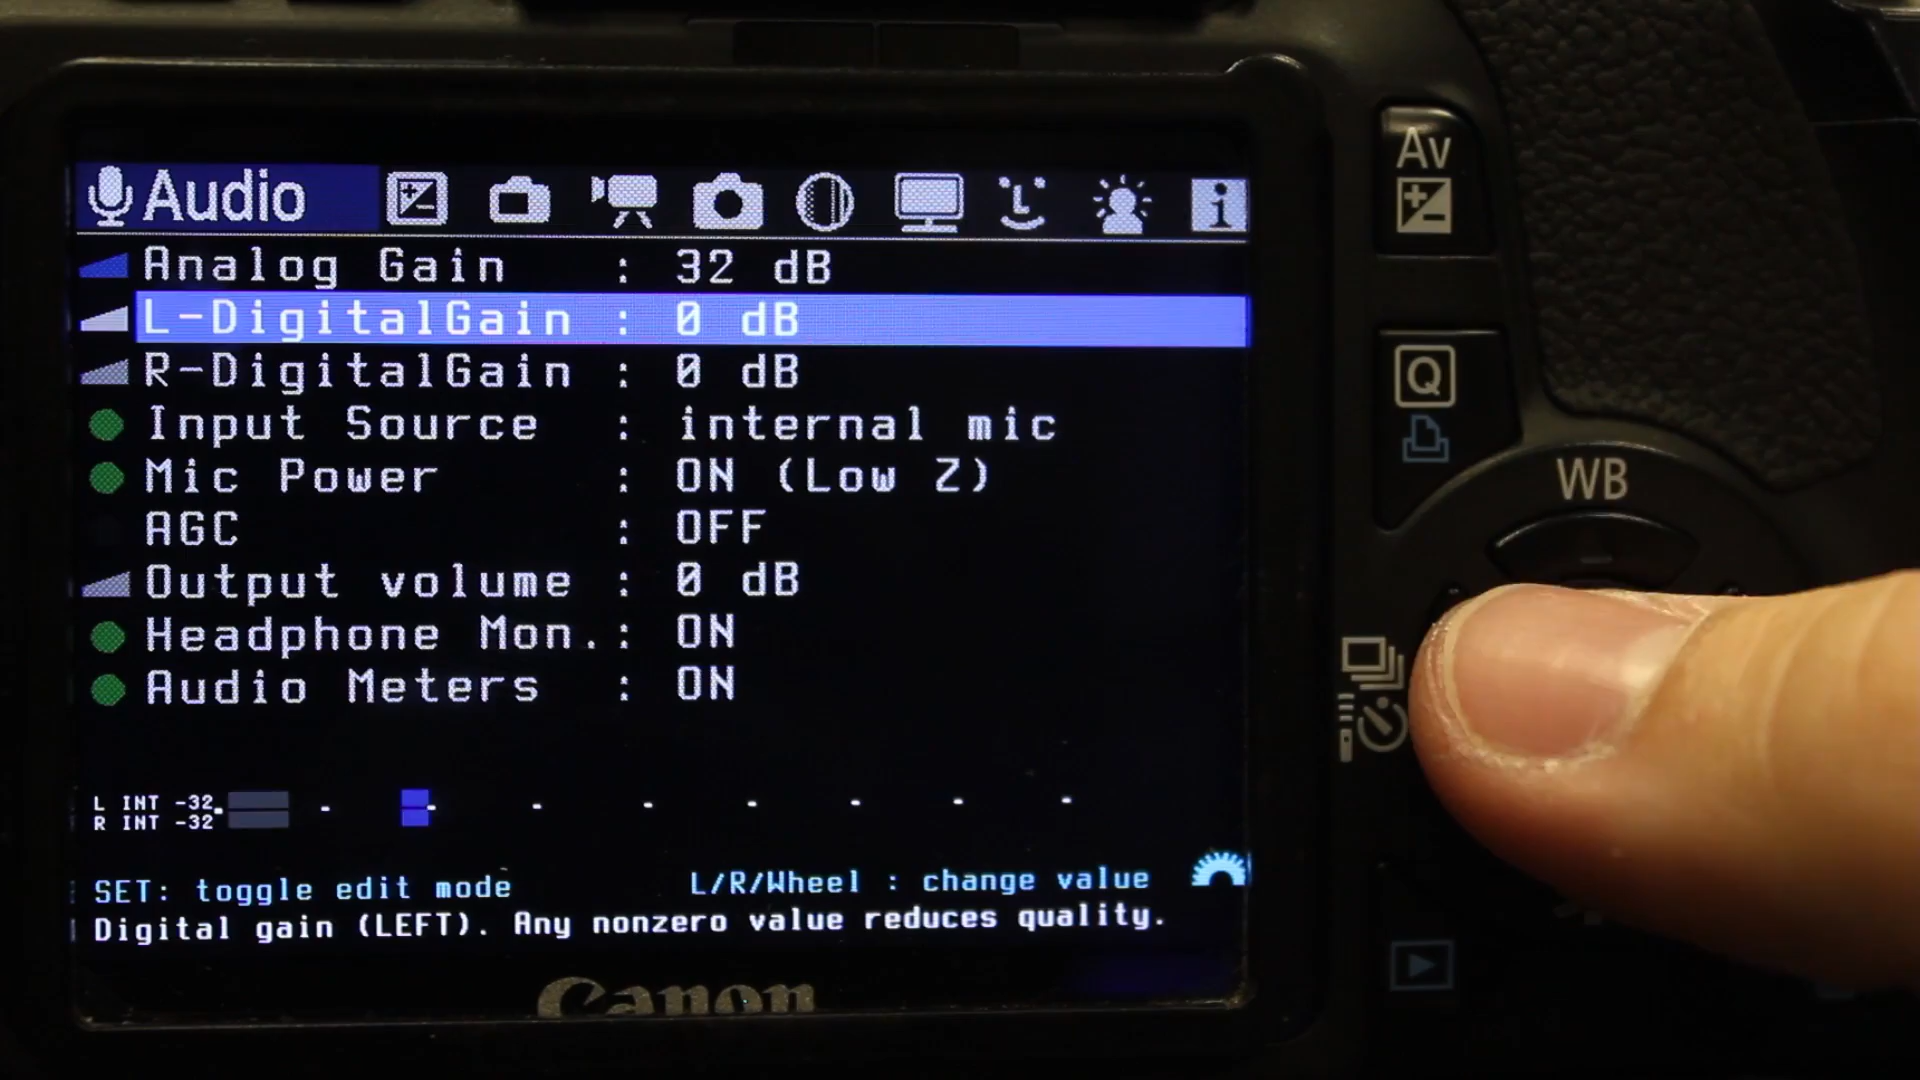 Audio
Analog Gain : 32 dB
L-DigitalGain : 0 dB
R-DigitalGain : 0 dB
Input Source : internal mic
Mic Power : ON (Low Z)
AGC : OFF
Output volume : 0 dB
Headphone Mon.: ON
Audio Meters : ON
L INT -32
R INT -32
SET: toggle edit mode
L/R/Wheel : change value
Digital gain (LEFT). Any nonzero value reduces quality.
Canon
Av
Q
WB